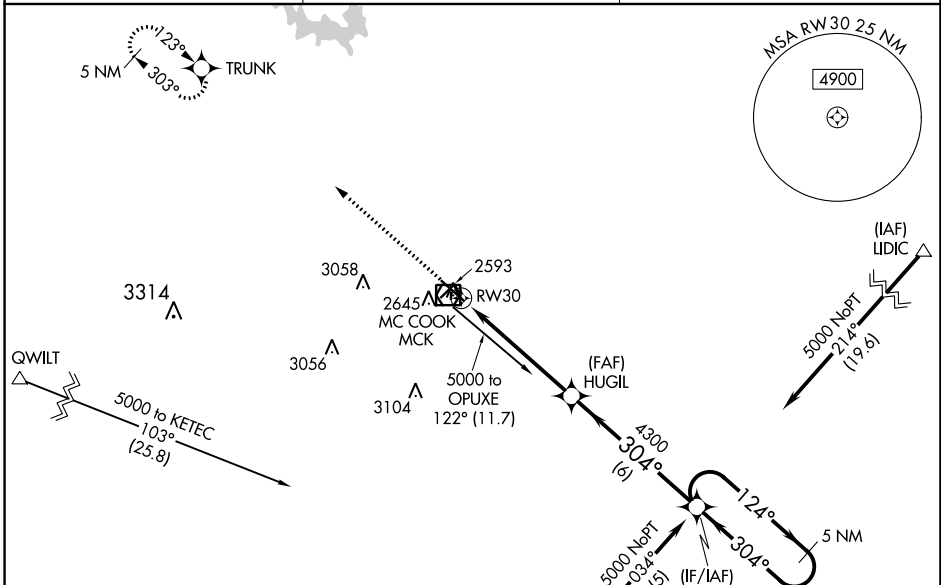 MSA RW30 25 NM
4900
123°
303°
5 NM
TRUNK
(IAF)
LIDIC
5000 NoPT
214°
(19.6)
3314
3058
2593
2645
RW30
MC COOK
MCK
3056
3104
5000 to
OPUXE
122° (11.7)
QWILT
5000 to KETEC
103°
(25.8)
(FAF)
HUGIL
4300
304°
(6)
124°
304°
5 NM
5000 NoPT
034°
(IF/IAF)